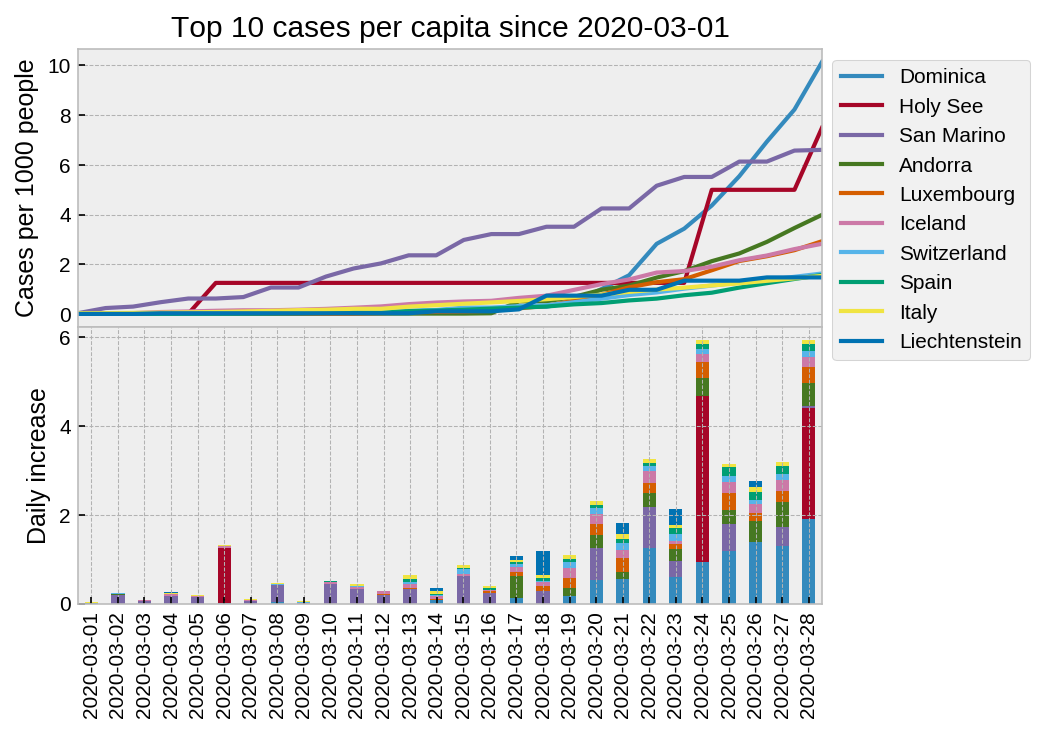 Top 10 cases per capita since 2020-03-01
Cases per 1000 people
10
8
6
4
2
0
Dominica
Holy See
San Marino
Andorra
Luxembourg
Iceland
Switzerland
Spain
Italy
Liechtenstein
Daily increase
6
4
2
0
2020-03-01
2020-03-02
2020-03-03
2020-03-04
2020-03-05
2020-03-06
2020-03-07
2020-03-08
2020-03-09
2020-03-10
2020-03-11
2020-03-12
2020-03-13
2020-03-14
2020-03-15
2020-03-16
2020-03-17
2020-03-18
2020-03-19
2020-03-20
2020-03-21
2020-03-22
2020-03-23
2020-03-24
2020-03-25
2020-03-26
2020-03-27
2020-03-28